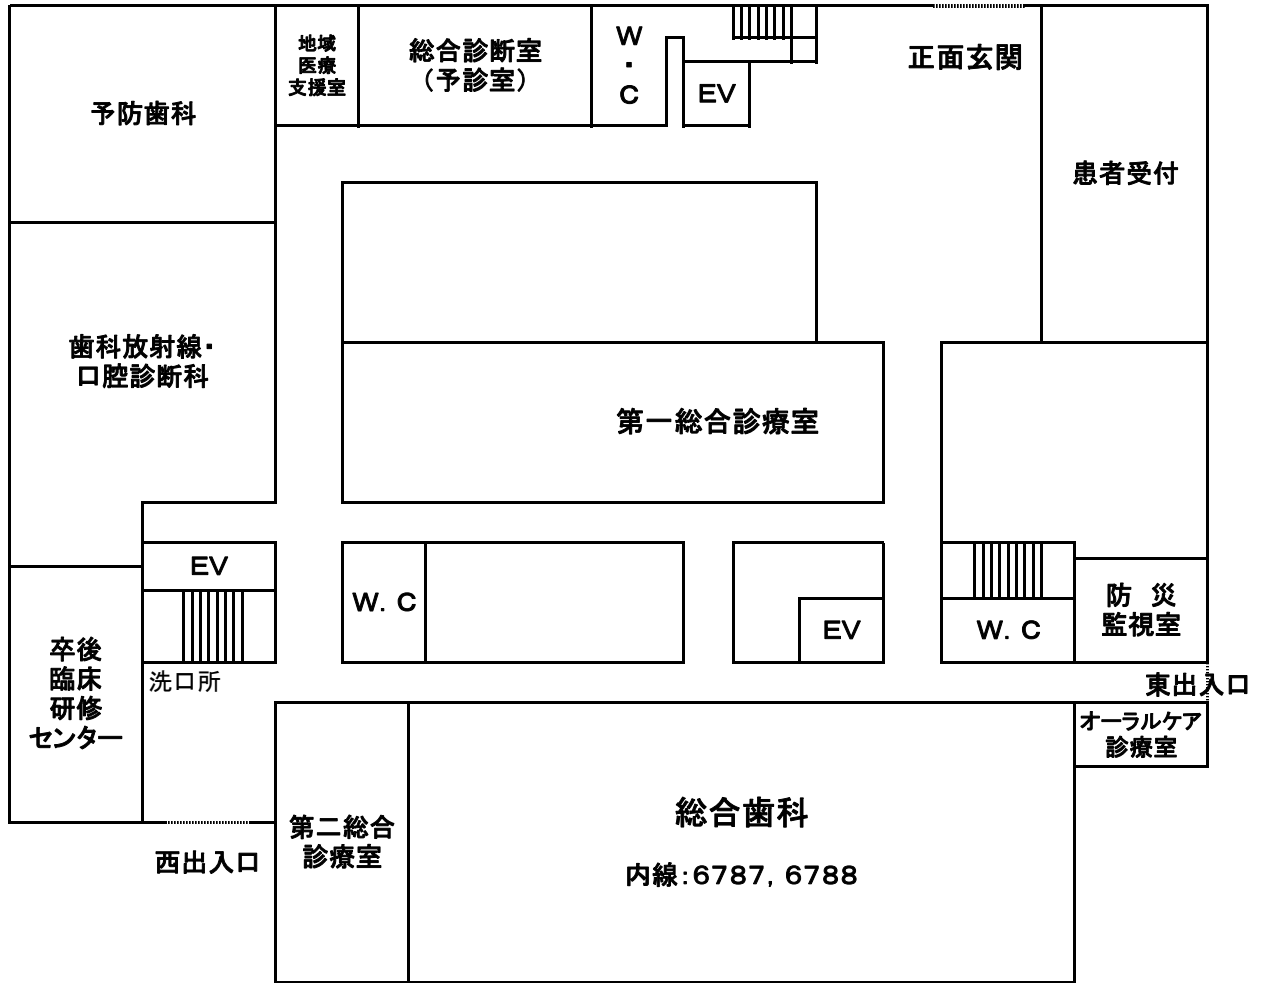 地域
医療
支援室
総合診断室
（予診室）
W
・
C
EV
正面玄関
予防歯科
患者受付
歯科放射線・
口腔診断科
第一総合診療室
EV
W. C
EV
W. C
防 災
監視室
卒後
臨床
研修
センター
洗口所
東出入口
オーラルケア
診療室
第二総合
診療室
総合歯科
内線：6787, 6788
西出入口